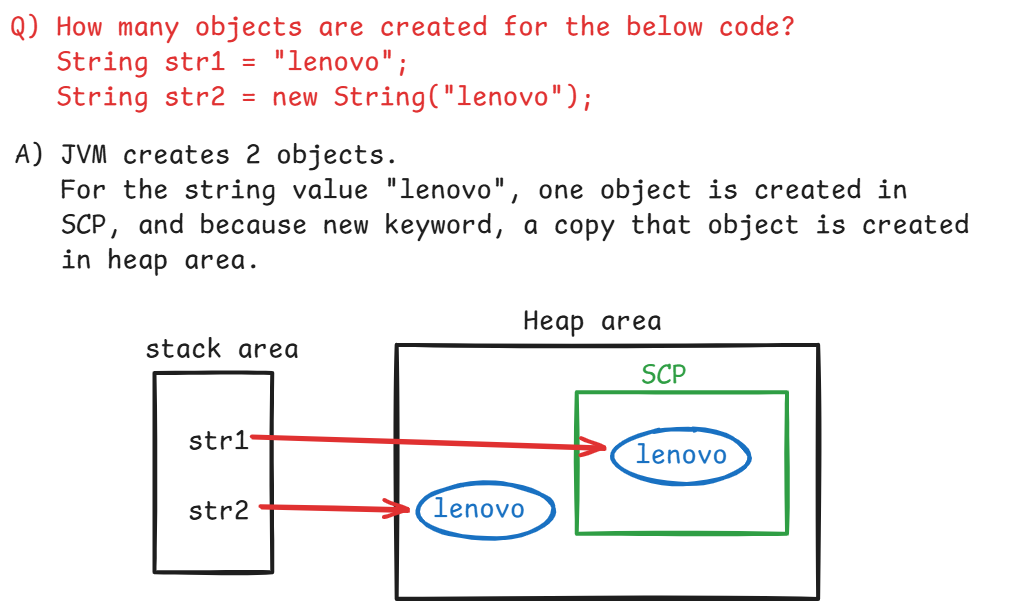 Q) How many objects are created for the below code?
String str1 = "lenovo";
String str2 = new String("lenovo");
A) JVM creates 2 objects.
For the string value "lenovo", one object is created in
SCP, and because new keyword, a copy that object is created
in heap area.
Heap area
stack area
SCP
str1
lenovo
str2
lenovo